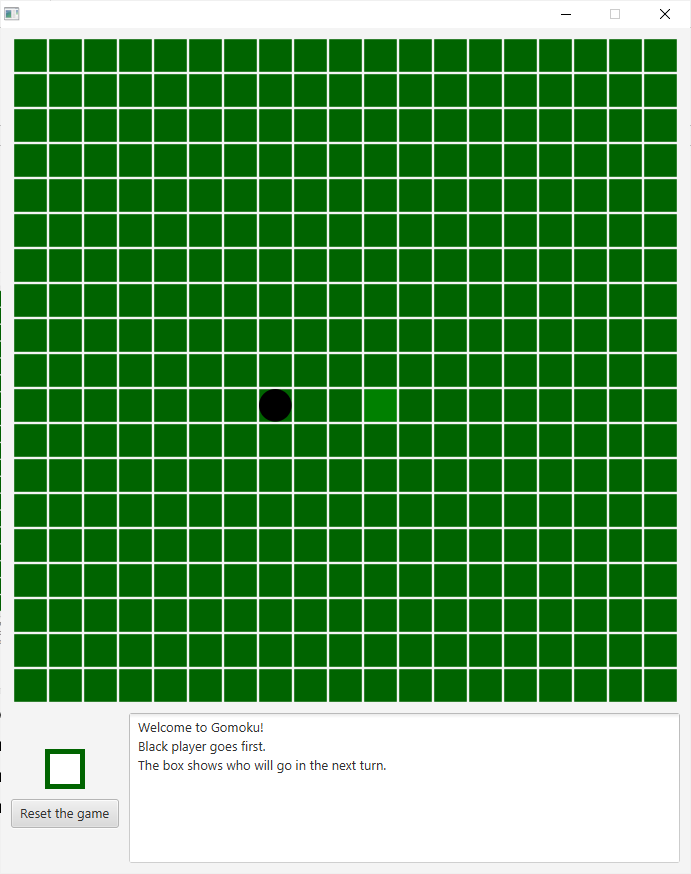 Welcome to Gomoku!
Black player goes first.
The box shows who will go in the next turn.
Reset the game